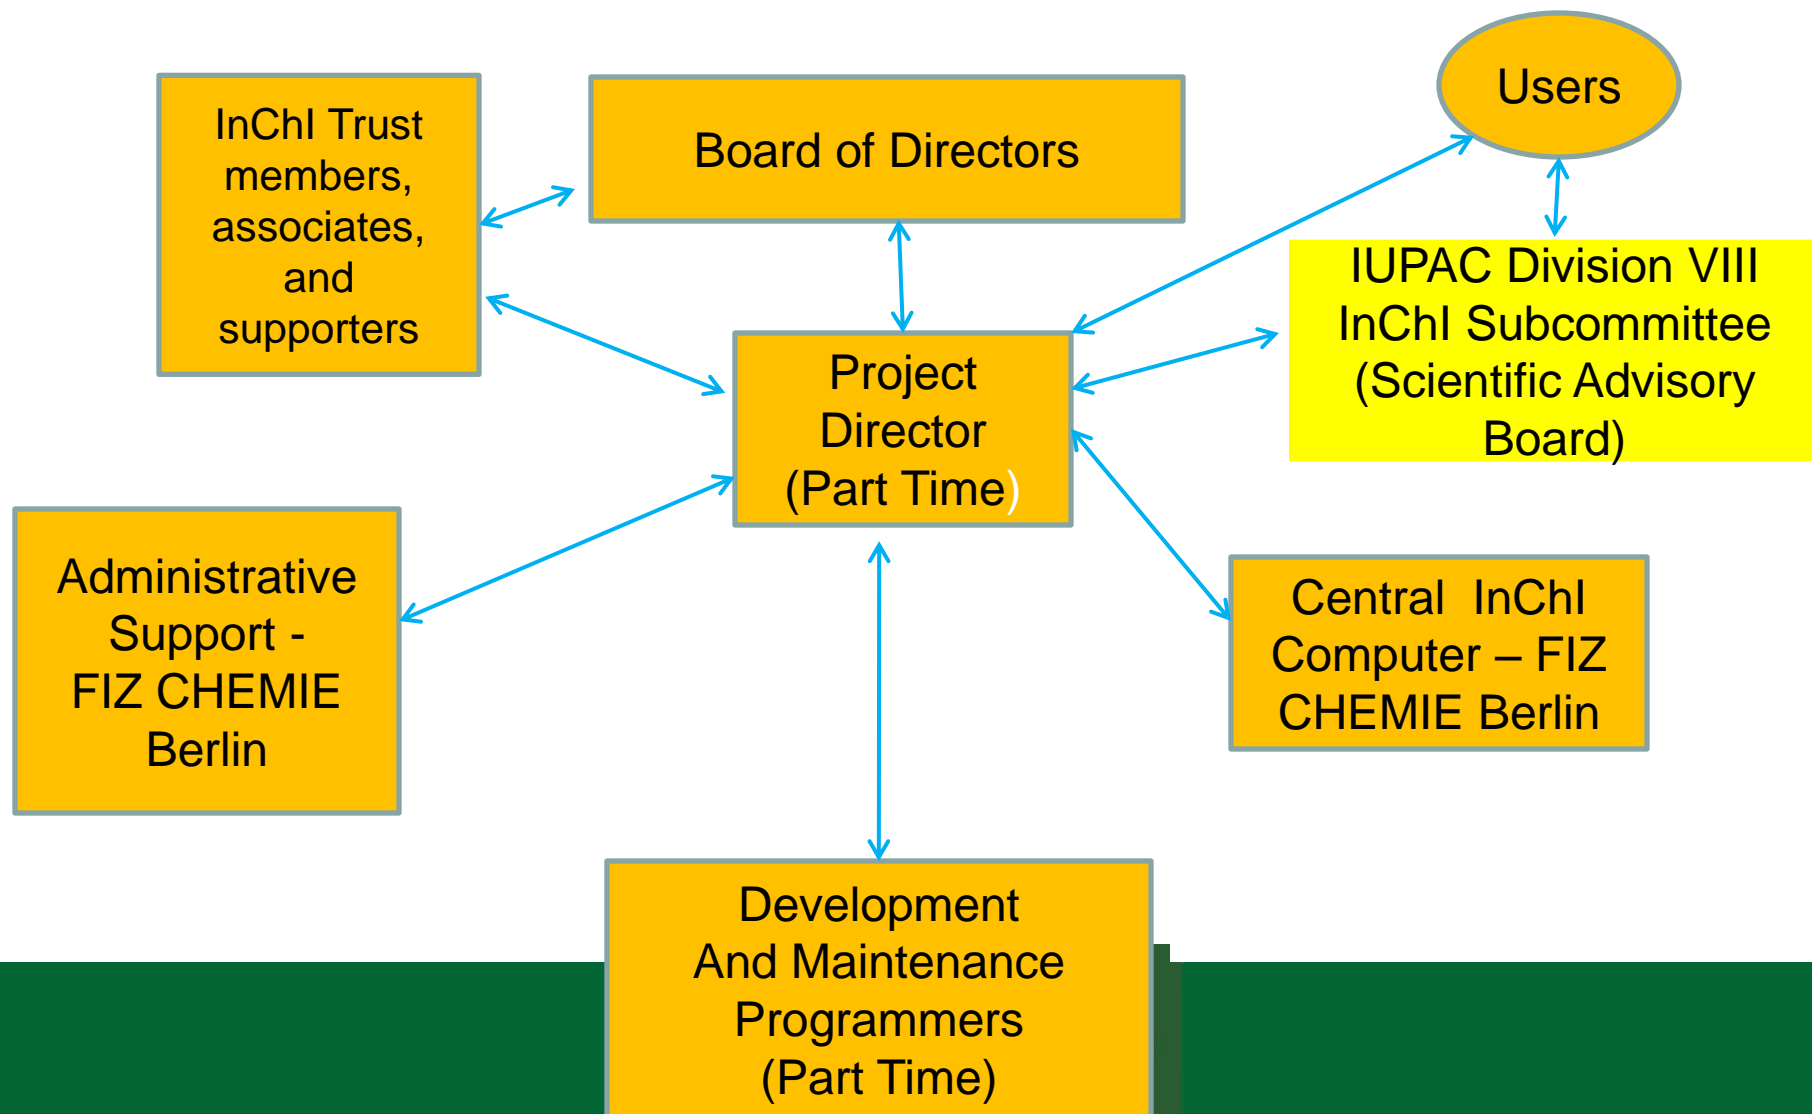 InChI Trust
members,
associates,
and
supporters
Board of Directors
Users
IUPAC Division VIII
InChI Subcommittee
(Scientific Advisory
Board)
Project
Director
(Part Time)
Administrative
Support -
FIZ CHEMIE
Berlin
Central  InChI
Computer – FIZ
CHEMIE Berlin
Development
And Maintenance
Programmers
(Part Time)